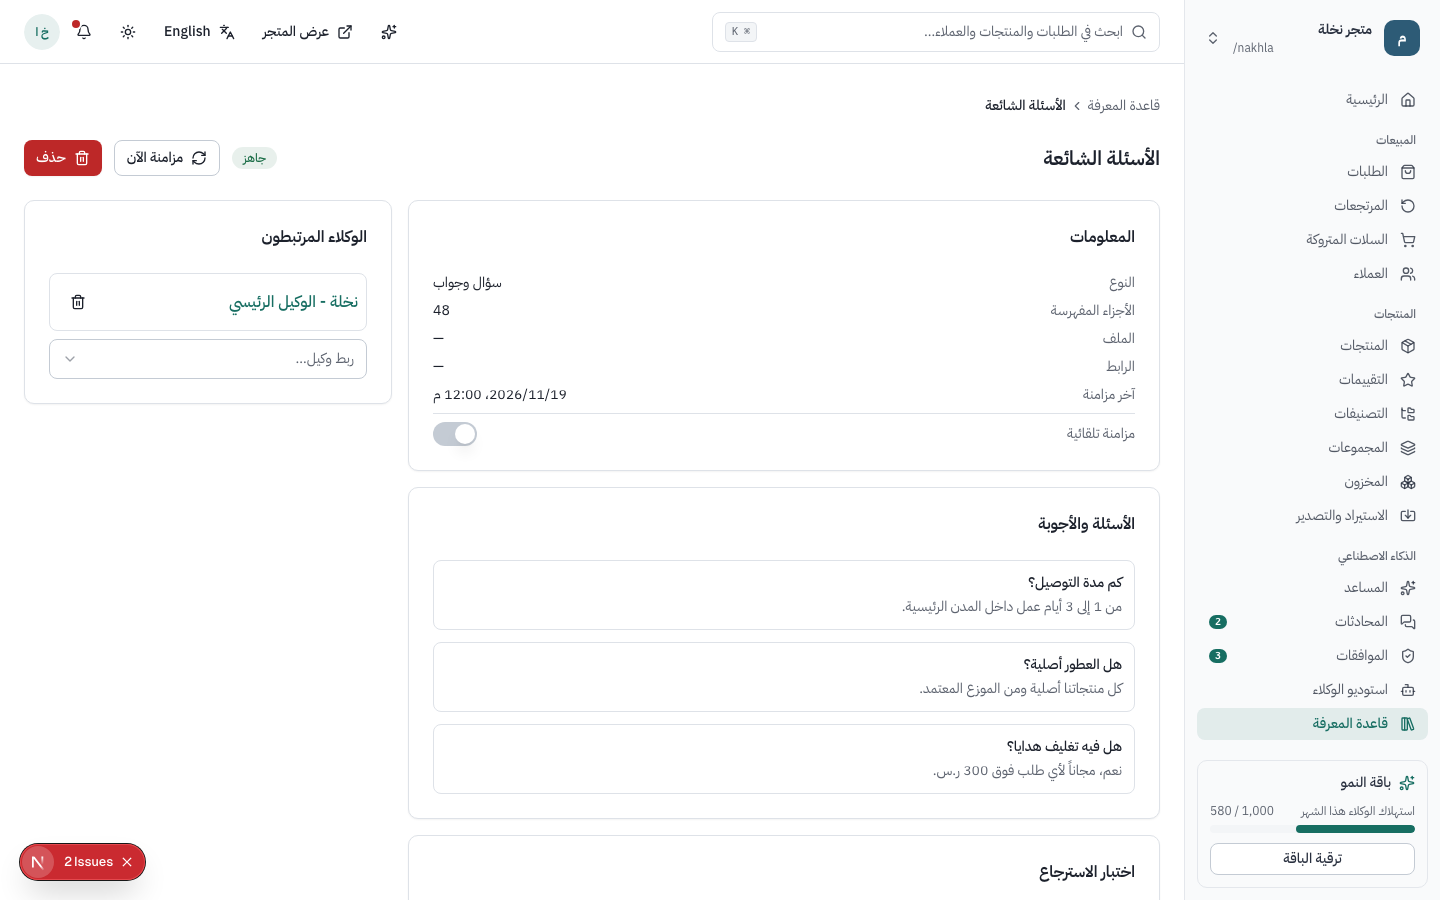 م
متجر نخلة
/nakhla
ابحث في الطلبات والمنتجات والعملاء...
⌘ K
عرض المتجر
English
خ ا
الرئيسية
المبيعات
الطلبات
المرتجعات
السلات المتروكة
العملاء
المنتجات
المنتجات
التقييمات
التصنيفات
المجموعات
المخزون
الاستيراد والتصدير
الذكاء الاصطناعي
المساعد
المحادثات 2
الموافقات 3
استوديو الوكلاء
قاعدة المعرفة
باقة النمو
استهلاك الوكلاء هذا الشهر 580 / 1,000
ترقية الباقة
قاعدة المعرفة
الأسئلة الشائعة
الأسئلة الشائعة
جاهز
مزامنة الآن
حذف
المعلومات
النوع سؤال وجواب
الأجزاء المفهرسة 48
الملف —
الرابط —
آخر مزامنة 2026/11/19، 12:00 م
مزامنة تلقائية
الأسئلة والأجوبة
كم مدة التوصيل؟
من 1 إلى 3 أيام عمل داخل المدن الرئيسية.
هل العطور أصلية؟
كل منتجاتنا أصلية ومن الموزع المعتمد.
هل فيه تغليف هدايا؟
نعم، مجاناً لأي طلب فوق 300 ر.س.
اختبار الاسترجاع
الوكلاء المرتبطون
نخلة - الوكيل الرئيسي
ربط وكيل...
N 2 Issues